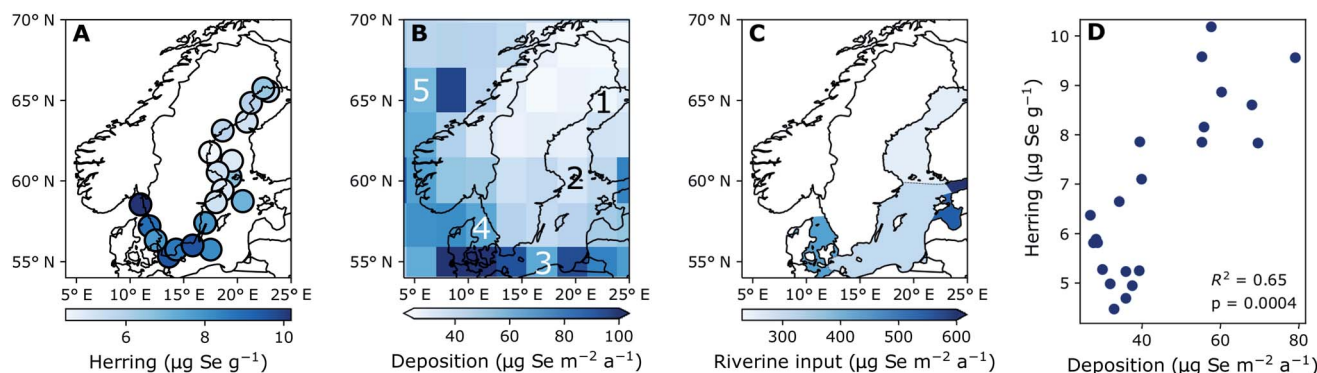 A
70° N
65° N
60° N
55° N
5° E
10° E
15° E
20° E
25° E
6
8
10
Herring (μg Se g⁻¹)
B
70° N
65° N
60° N
55° N
5
1
2
4
3
5° E
10° E
15° E
20° E
25° E
40
60
80
100
Deposition (μg Se m⁻² a⁻¹)
C
70° N
65° N
60° N
55° N
5° E
10° E
15° E
20° E
25° E
300
400
500
600
Riverine input (μg Se m⁻² a⁻¹)
D
Herring (μg Se g⁻¹)
10
9
8
7
6
5
R² = 0.65
p = 0.0004
40
60
80
Deposition (μg Se m⁻² a⁻¹)